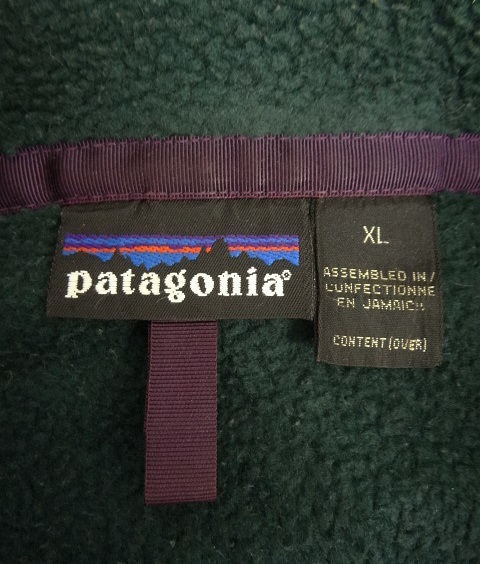 patagonia®
XL
ASSEMBLED IN/
CONFECTIONNE
EN JAMAICA
CONTENT (OVER)